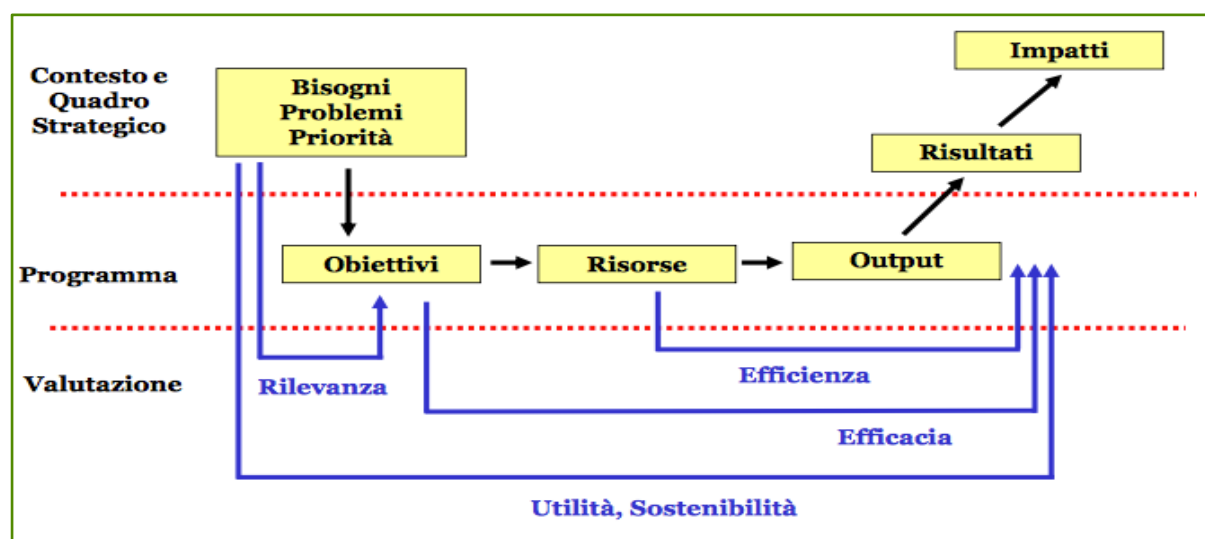 Contesto e
Quadro
Strategico
Bisogni
Problemi
Priorità
Impatti
Risultati
Programma
Obiettivi
Risorse
Output
Valutazione
Rilevanza
Efficienza
Efficacia
Utilità, Sostenibilità